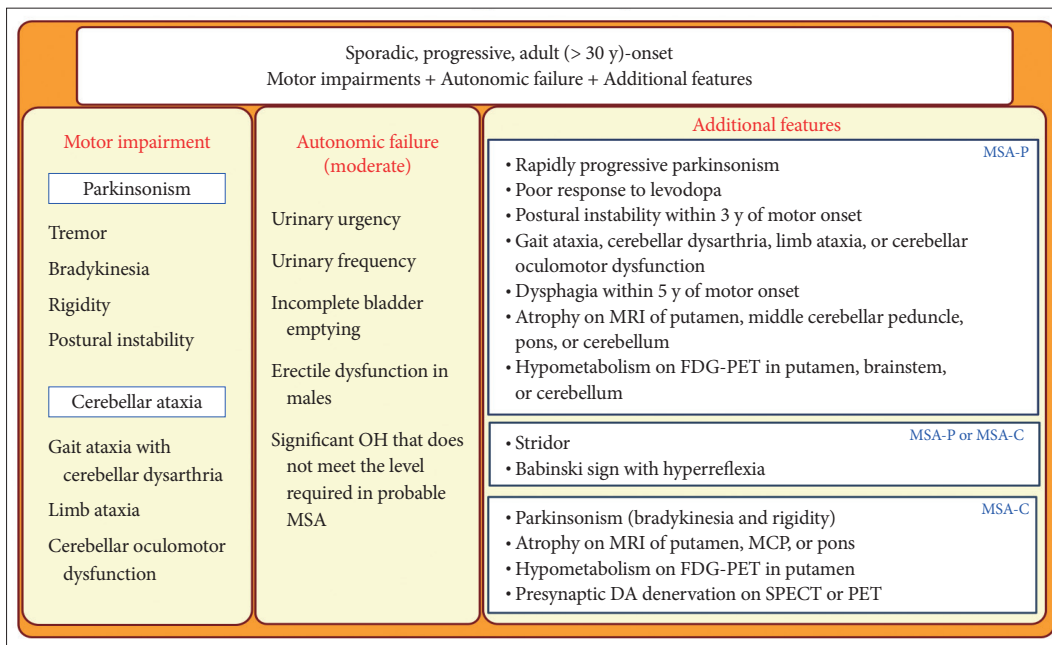 Sporadic, progressive, adult (> 30 y)-onset
Motor impairments + Autonomic failure + Additional features
Motor impairment
Parkinsonism
Tremor
Bradykinesia
Rigidity
Postural instability
Cerebellar ataxia
Gait ataxia with
cerebellar dysarthria
Limb ataxia
Cerebellar oculomotor
dysfunction
Autonomic failure
(moderate)
Urinary urgency
Urinary frequency
Incomplete bladder
emptying
Erectile dysfunction in
males
Significant OH that does
not meet the level
required in probable
MSA
Additional features
MSA-P
• Rapidly progressive parkinsonism
• Poor response to levodopa
• Postural instability within 3 y of motor onset
• Gait ataxia, cerebellar dysarthria, limb ataxia, or cerebellar
oculomotor dysfunction
• Dysphagia within 5 y of motor onset
• Atrophy on MRI of putamen, middle cerebellar peduncle,
pons, or cerebellum
• Hypometabolism on FDG-PET in putamen, brainstem,
or cerebellum
MSA-P or MSA-C
• Stridor
• Babinski sign with hyperreflexia
MSA-C
• Parkinsonism (bradykinesia and rigidity)
• Atrophy on MRI of putamen, MCP, or pons
• Hypometabolism on FDG-PET in putamen
• Presynaptic DA denervation on SPECT or PET